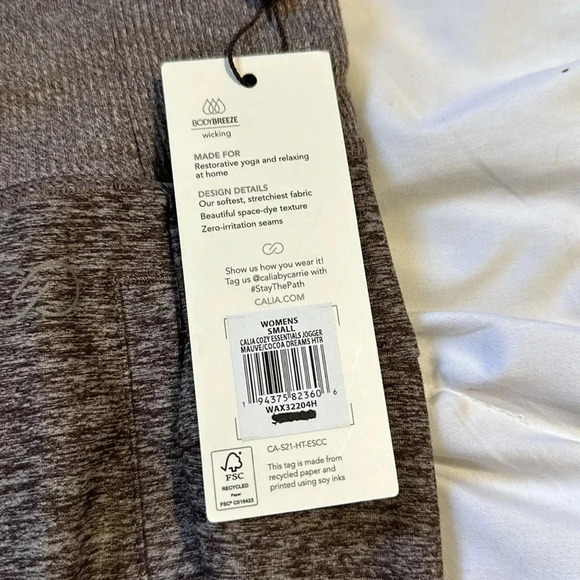 BODYBREEZE
wicking
MADE FOR
Restorative yoga and relaxing
at home
DESIGN DETAILS
Our softest, stretchiest fabric
Beautiful space-dye texture
Zero-irritation seams
Show us how you wear it!
Tag us @caliabycarrie with
#StayThePath
CALIA.COM
WOMENS
SMALL
CALIA COZY ESSENTIALS JOGGER
MAUVE/COCOA DREAMS HTR
1 94375 82360 6
WAX32204H
CA-S21-HT-ESCC
FSC
RECYCLED
Paper
FSC® C016423
This tag is made from
recycled paper and
printed using soy inks